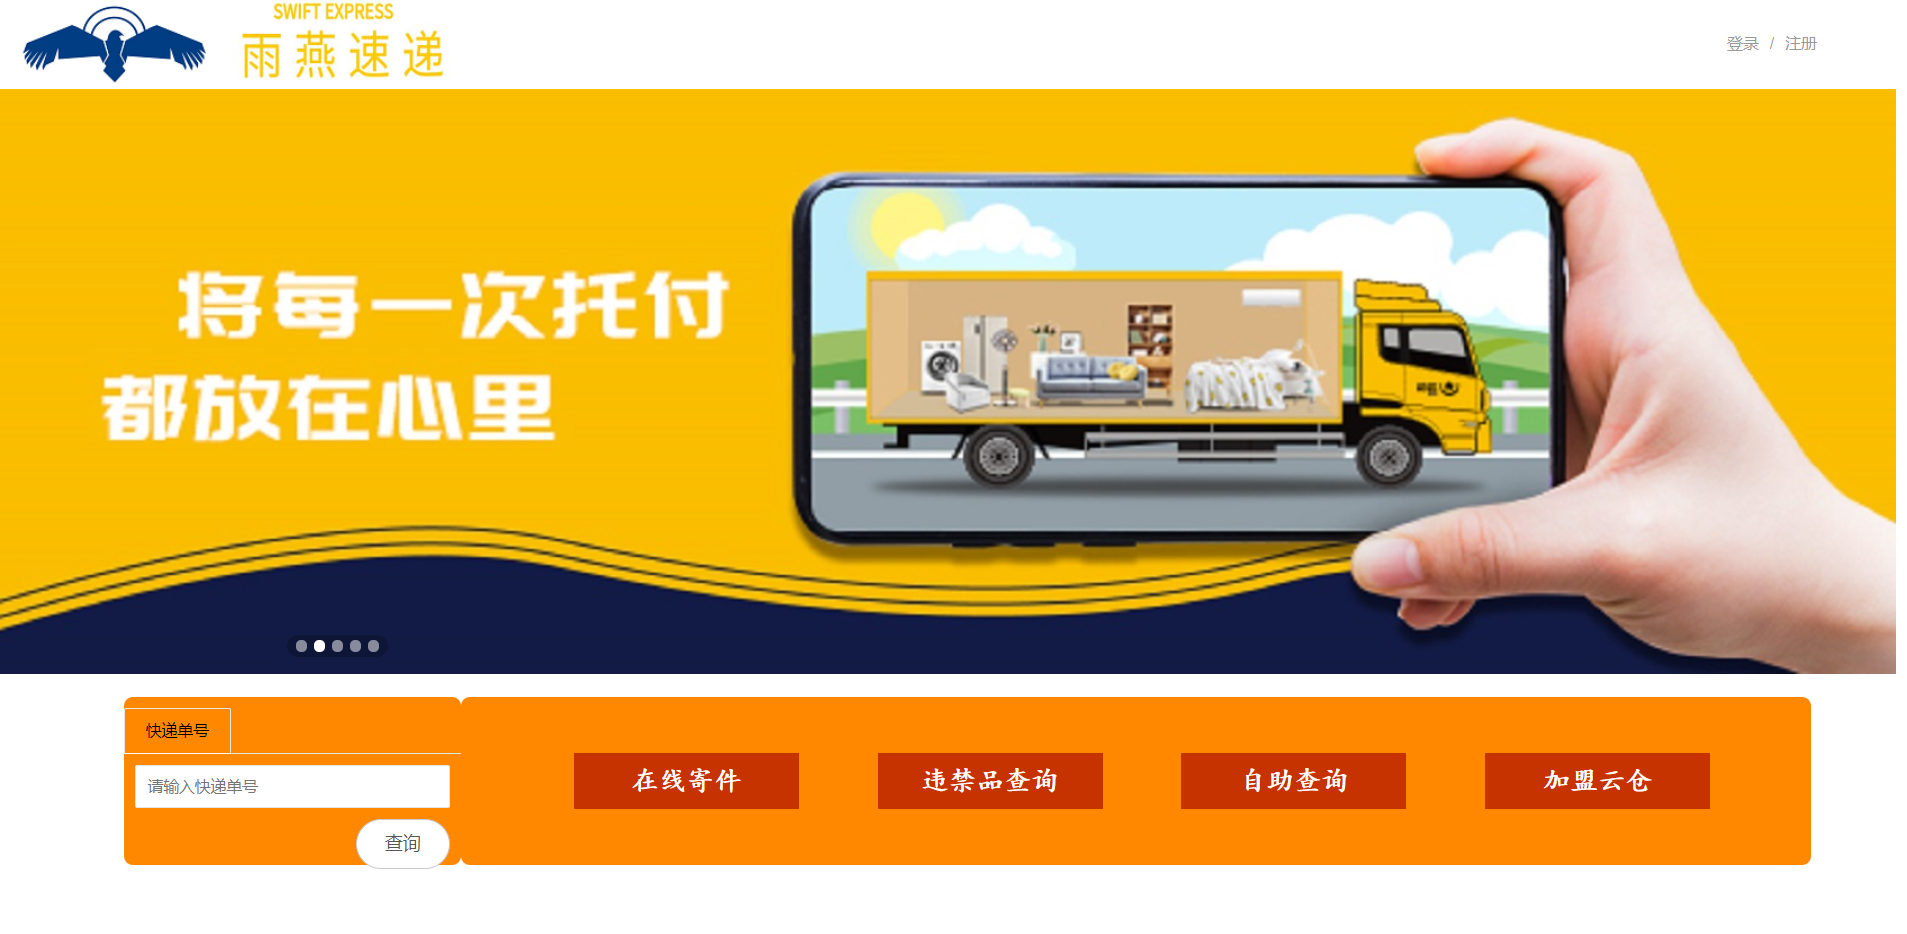 SWIFT EXPRESS
雨燕速递
登录 / 注册
将每一次托付
都放在心里
快递单号
请输入快递单号
查询
在线寄件
违禁品查询
自助查询
加盟云仓